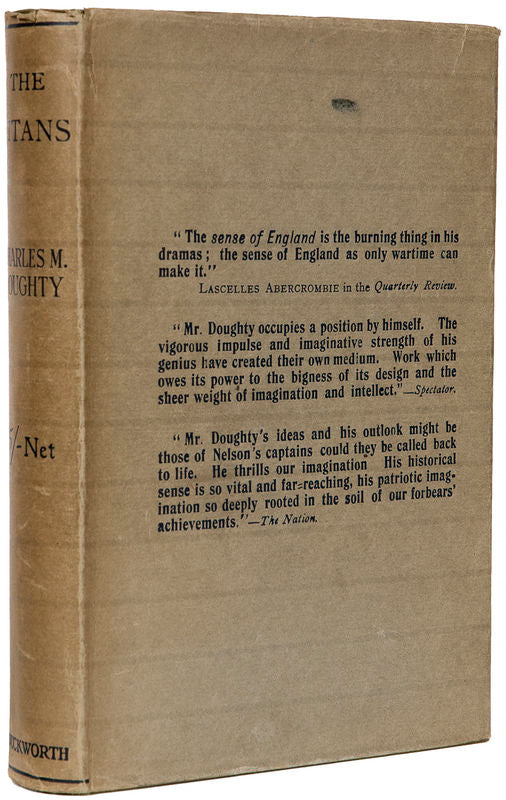 THE
TITANS
CHARLES M.
DOUGHTY
/-Net
DUCKWORTH
" The sense of England is the burning thing in his
dramas ; the sense of England as only wartime can
make it."
LASCELLES ABERCROMBIE in the Quarterly Review.
" Mr. Doughty occupies a position by himself. The
vigorous impulse and imaginative strength of his
genius have created their own medium. Work which
owes its power to the bigness of its design and the
sheer weight of imagination and intellect."—Spectator.
" Mr. Doughty's ideas and his outlook might be
those of Nelson's captains could they be called back
to life. He thrills our imagination His historical
sense is so vital and far-reaching, his patriotic imag-
ination so deeply rooted in the soil of our forbears'
achievements."—The Nation.